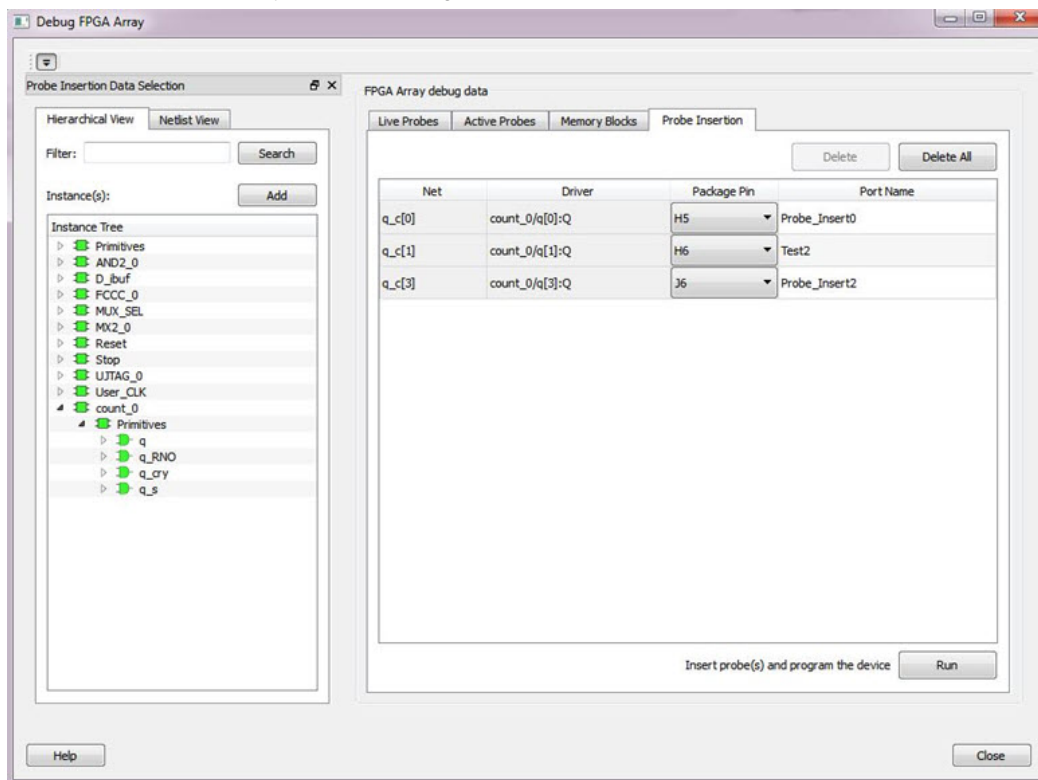 Debug FPGA Array
Probe Insertion Data Selection
Hierarchical View Netlist View
Filter: Search
Instance(s): Add
Instance Tree
Primitives
AND2_0
D_ibuf
FCCC_0
MUX_SEL
MX2_0
Reset
Stop
UJTAG_0
User_CLK
count_0
Primitives
q
q_RNO
q_cry
q_s
FPGA Array debug data
Live Probes Active Probes Memory Blocks Probe Insertion
Delete Delete All
Net Driver Package Pin Port Name
q_c[0] count_0/q[0]:Q H5 Probe_Insert0
q_c[1] count_0/q[1]:Q H6 Test2
q_c[3] count_0/q[3]:Q J6 Probe_Insert2
Insert probe(s) and program the device Run
Help Close